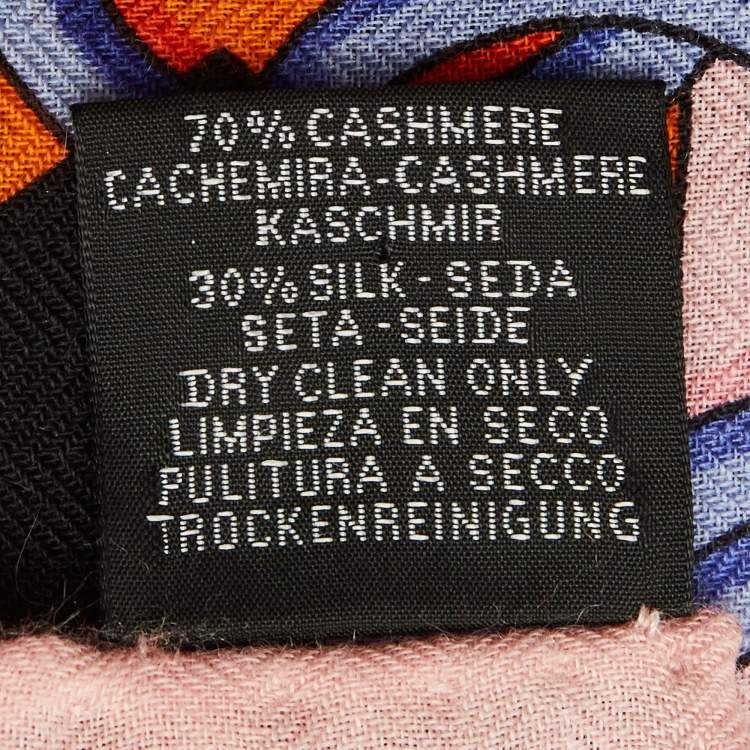 70% CASHMERE
CACHEMIRA-CASHMERE
KASCHMIR
30% SILK - SEDA
SETA - SEIDE
DRY CLEAN ONLY
LIMPIEZA EN SECO
PULITURA A SECCO
TROCKENREINIGUNG